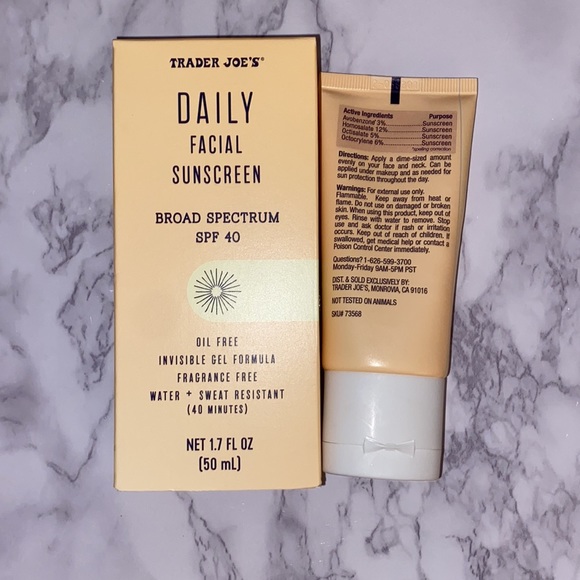 TRADER JOE'S®
DAILY
FACIAL
SUNSCREEN
BROAD SPECTRUM
SPF 40
OIL FREE
INVISIBLE GEL FORMULA
FRAGRANCE FREE
WATER + SWEAT RESISTANT
(40 MINUTES)
NET 1.7 FL OZ
(50 mL)
Active Ingredients Purpose
Avobenzone* 3%..................Sunscreen
Homosalate 12%..................Sunscreen
Octisalate 5%..................Sunscreen
Octocrylene 6%..................Sunscreen
*spelling correction
Directions: Apply a dime-sized amount
evenly on your face and neck. Can be
applied under makeup and as needed for
sun protection throughout the day.
Warnings: For external use only.
Flammable. Keep away from heat or
flame. Do not use on damaged or broken
skin. When using this product, keep out of
eyes. Rinse with water to remove. Stop
use and ask doctor if rash or irritation
occurs. Keep out of reach of children, if
swallowed, get medical help or contact a
Poison Control Center immediately.
Questions? 1-626-599-3700
Monday-Friday 9AM-5PM PST
DIST. & SOLD EXCLUSIVELY BY:
TRADER JOE'S, MONROVIA, CA 91016
NOT TESTED ON ANIMALS
SKU# 73568